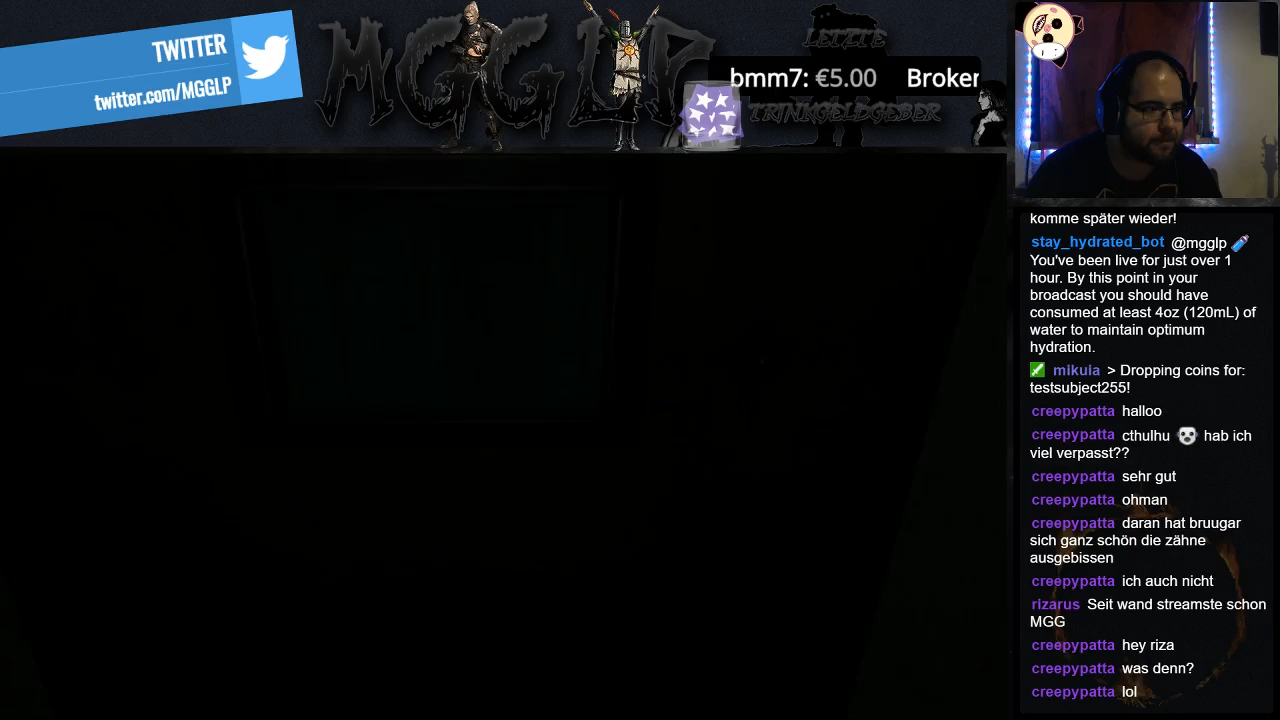 TWITTER
twitter.com/MGGLP
MGGLP
LETZTE
bmm7: €5.00 Broker
TRINKGELDGEBER
komme später wieder!
stay_hydrated_bot @mgglp
You've been live for just over 1
hour. By this point in your
broadcast you should have
consumed at least 4oz (120mL) of
water to maintain optimum
hydration.
mikuia > Dropping coins for:
testsubject255!
creepypatta halloo
creepypatta cthulhu hab ich
viel verpasst??
creepypatta sehr gut
creepypatta ohman
creepypatta daran hat bruugar
sich ganz schön die zähne
ausgebissen
creepypatta ich auch nicht
rizarus Seit wand streamste schon
MGG
creepypatta hey riza
creepypatta was denn?
creepypatta lol